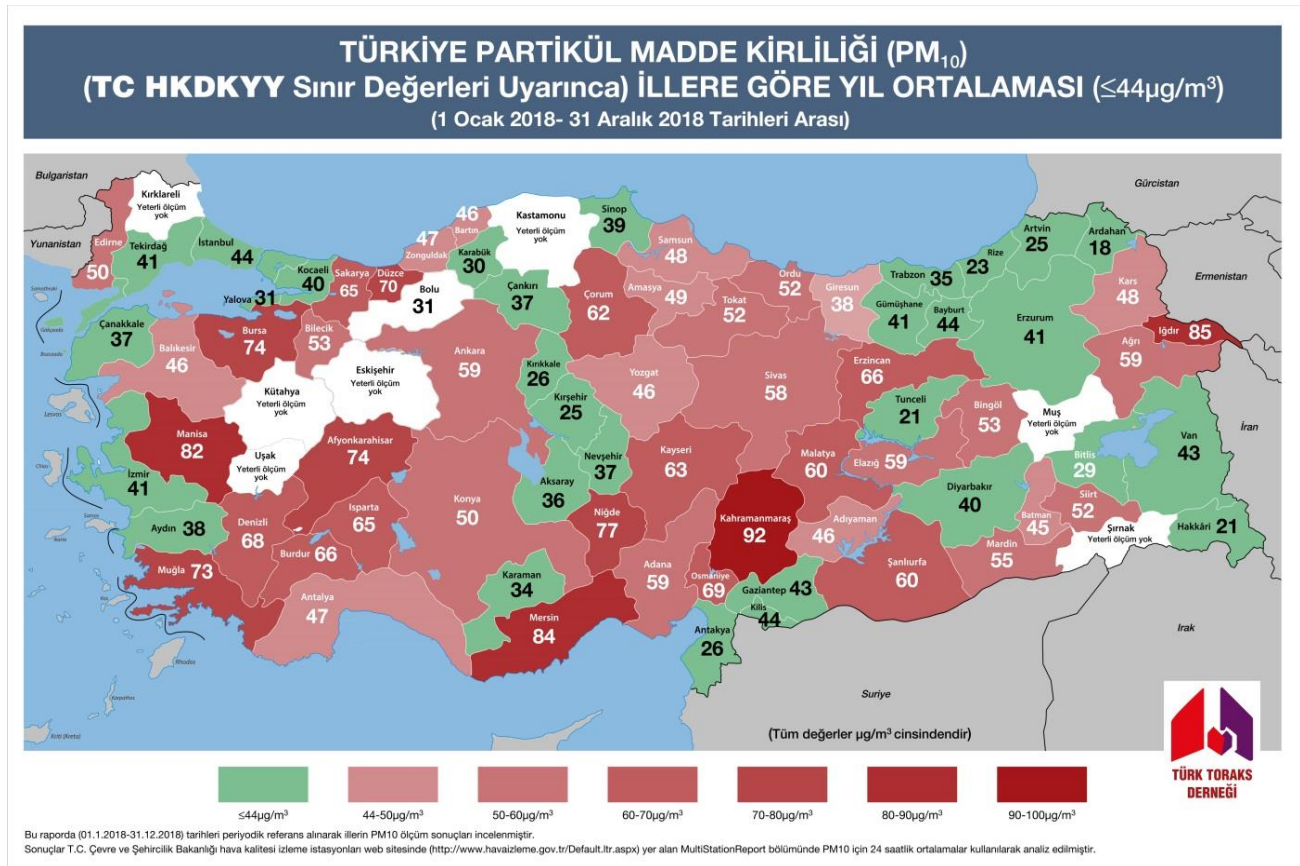 TÜRKİYE PARTİKÜL MADDE KİRLİLİĞİ (PM10)
(TC HKDKYY Sınır Değerleri Uyarınca) İLLERE GÖRE YIL ORTALAMASI (≤44µg/m³)
(1 Ocak 2018- 31 Aralık 2018 Tarihleri Arası)
Bulgaristan
Yunanistan
Gürcistan
Ermenistan
İran
Irak
Suriye
Kırklareli
Yeterli ölçüm
yok
Edirne
50
Tekirdağ
41
İstanbul
44
Kocaeli
40
Yalova 31
Sakarya
65
Düzce
70
Bolu
31
47
Zonguldak
46
Bartın
Karabük
30
Kastamonu
Yeterli ölçüm
yok
Sinop
39
Çankırı
37
Çorum
62
Samsun
48
Amasya
49
Tokat
52
Ordu
52
Giresun
38
Trabzon 35
Rize
23
Artvin
25
Ardahan
18
Gümüşhane
41
Bayburt
44
Erzurum
41
Kars
48
Iğdır 85
Ağrı
59
Çanakkale
37
Balıkesir
46
Bursa
74
Bilecik
53
Kütahya
Yeterli ölçüm
yok
Eskişehir
Yeterli ölçüm
yok
Ankara
59
Kırıkkale
26
Kırşehir
25
Yozgat
46
Sivas
58
Erzincan
66
Tunceli
21
Bingöl
53
Muş
Yeterli ölçüm
yok
Van
43
Bitlis
29
Manisa
82
Uşak
Yeterli ölçüm
yok
Afyonkarahisar
74
İzmir
41
Aydın 38
Denizli
68
Isparta
65
Burdur 66
Muğla 73
Antalya
47
Konya
50
Aksaray
36
Nevşehir
37
Niğde
77
Kayseri
63
Malatya
60
Elazığ 59
Diyarbakır
40
Batman
45
Siirt
52
Şırnak
Yeterli ölçüm yok
Hakkâri 21
Mardin
55
Şanlıurfa
60
Adıyaman
46
Kahramanmaraş
92
Osmaniye
69
Gaziantep 43
Kilis
44
Antakya
26
Adana
59
Mersin
84
Karaman
34
Semadirek
Gökçeada
Bozcaada
Lesvos
Chios
Samos
Ikaria
Kos
Rhodos
Karpathos
Kriti (Kreta)
(Tüm değerler µg/m³ cinsindendir)
TÜRK TORAKS
DERNEĞİ
≤44µg/m³
44-50µg/m³
50-60µg/m³
60-70µg/m³
70-80µg/m³
80-90µg/m³
90-100µg/m³
Bu raporda (01.1.2018-31.12.2018) tarihleri periyodik referans alınarak illerin PM10 ölçüm sonuçları incelenmiştir.
Sonuçlar T.C. Çevre ve Şehircilik Bakanlığı hava kalitesi izleme istasyonları web sitesinde (http://www.havaizleme.gov.tr/Default.ltr.aspx) yer alan MultiStationReport bölümünde PM10 için 24 saatlik ortalamalar kullanılarak analiz edilmiştir.